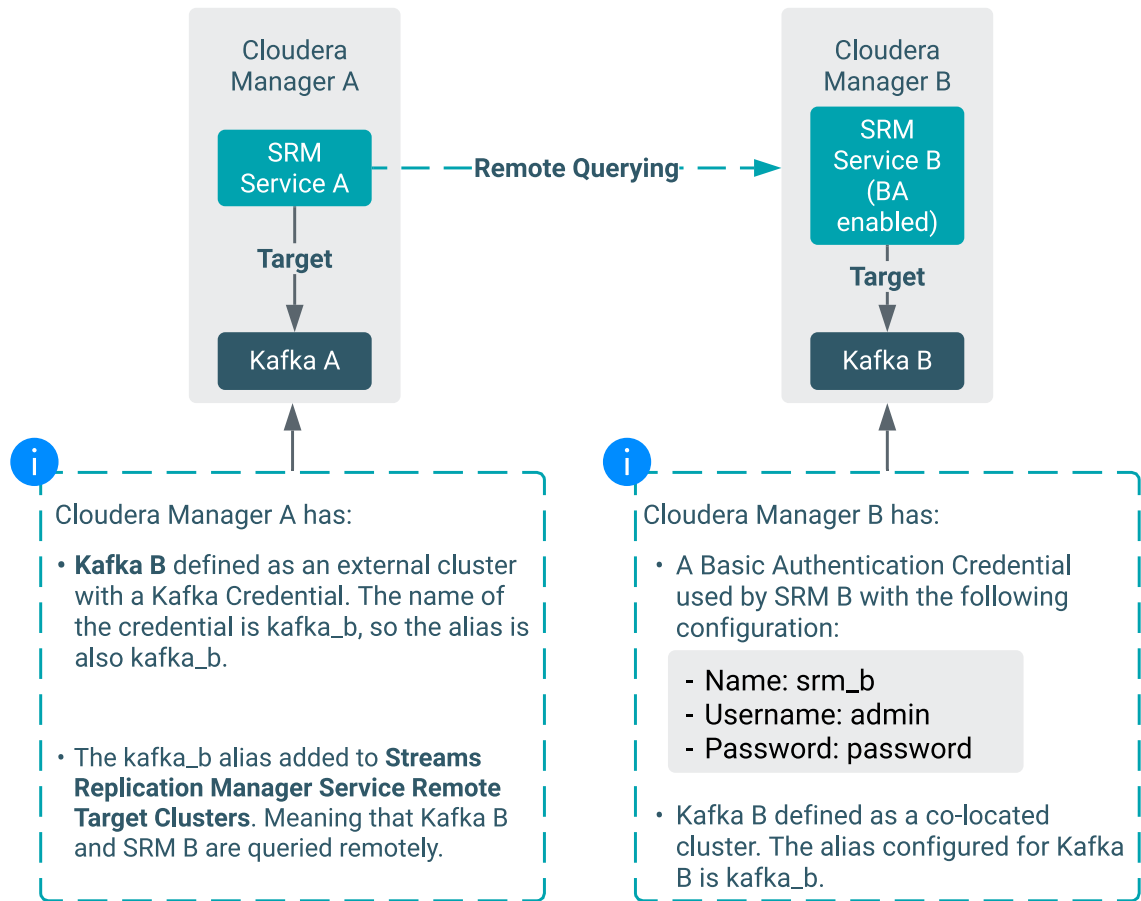 Cloudera
Manager A
SRM
Service A
Target
Kafka A
Remote Querying
Cloudera
Manager B
SRM
Service B
(BA
enabled)
Target
Kafka B
i
Cloudera Manager A has:
• Kafka B defined as an external cluster
with a Kafka Credential. The name of
the credential is kafka_b, so the alias is
also kafka_b.
• The kafka_b alias added to Streams
Replication Manager Service Remote
Target Clusters. Meaning that Kafka B
and SRM B are queried remotely.
i
Cloudera Manager B has:
• A Basic Authentication Credential
used by SRM B with the following
configuration:
- Name: srm_b
- Username: admin
- Password: password
• Kafka B defined as a co-located
cluster. The alias configured for Kafka
B is kafka_b.